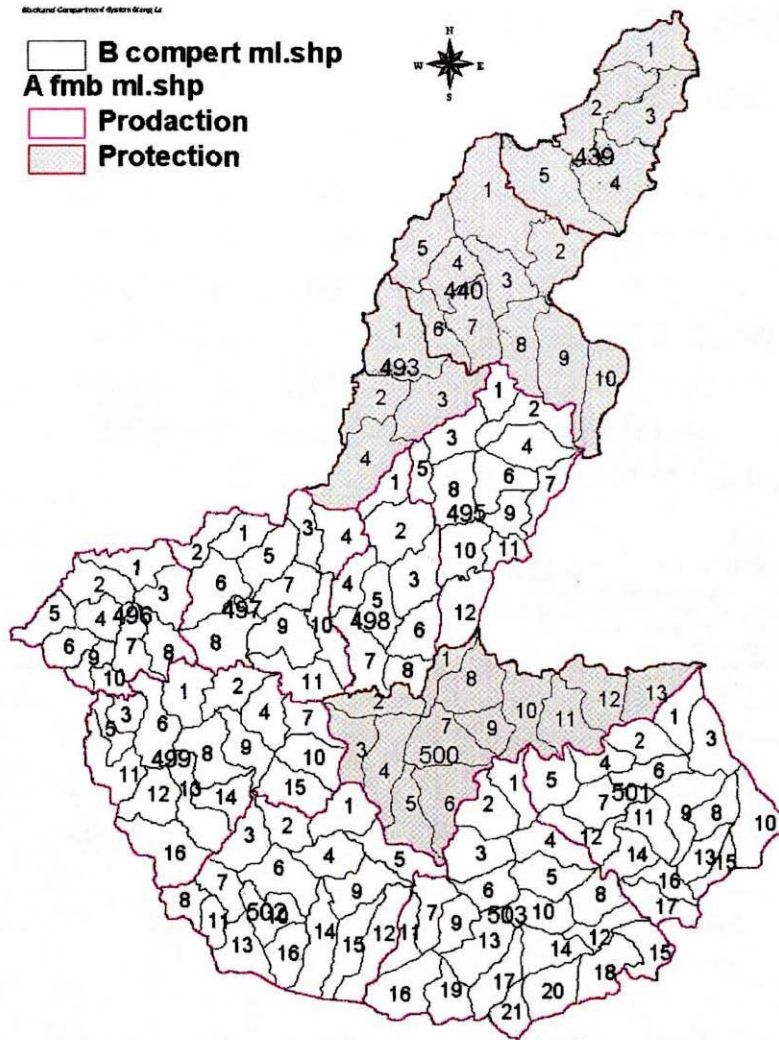 Blockand Compartment System
B compert ml.shp
A fmb ml.shp
Prodaction
Protection
N
W E
S
1
2
3
439
5 4
1
5 2
4
3
440
1 6 7
8 9
493 10
2 3
1
2
3
4
4
5
1 6
8 7
495 9
3 4 2
1
2 5 10 11
1 6 7 4 3
2 3 5
5 4 496 497 9 10 498 12
6 7 8 8 6
9
10 11 7 8 1
8
1 2 2 10 12 13
3 4 7 11
5 6 7 9 1
8 9 3 500 2 3
499 10 4 1 5 4 6
11 15 5 6 2 7 501
12 13 14 1 11 9 8 10
3 2 3 4 12 14 13 15
16 6 4 5 5 16
7 9 6 8 17
8 502 10 7 9 503 10
11 14 12 11 13 12
13 16 15 14 15
16 19 17 20 18
21